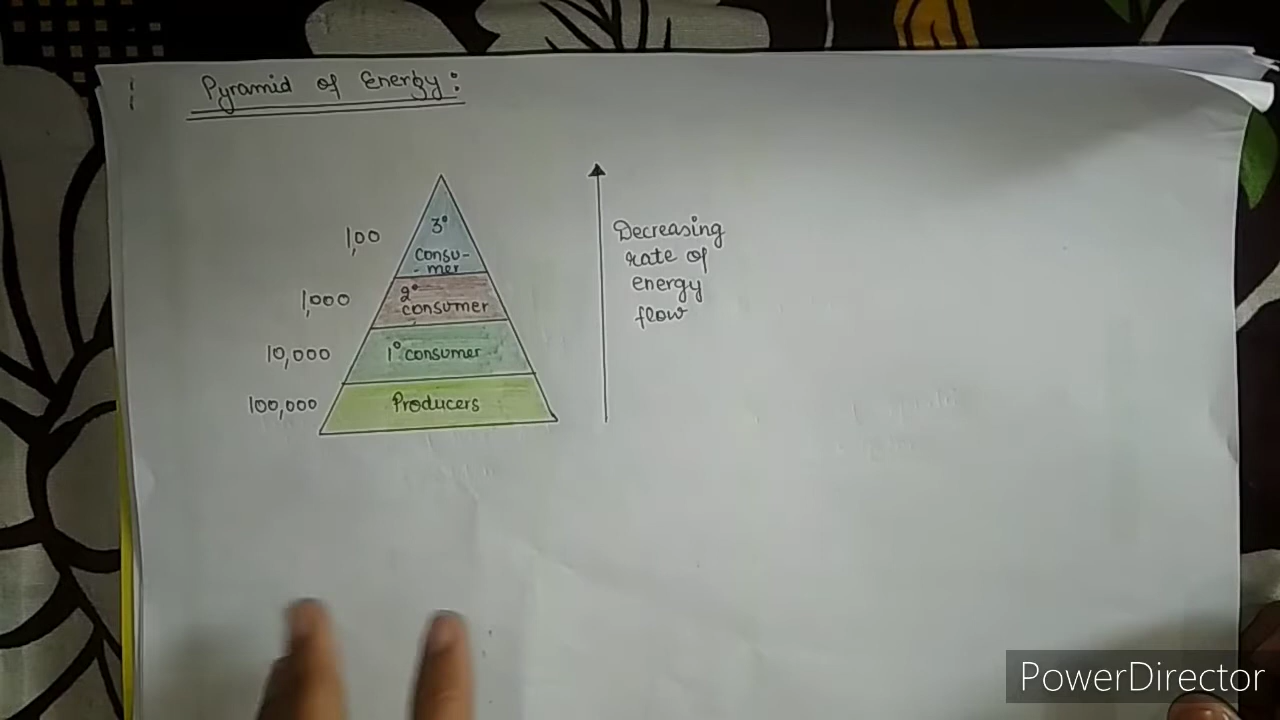 Pyramid of Energy:
3°
1,00
consu-
- mer
1,000
2°
consumer
10,000
1° consumer
100,000
Producers
Decreasing
rate of
energy
flow
PowerDirector